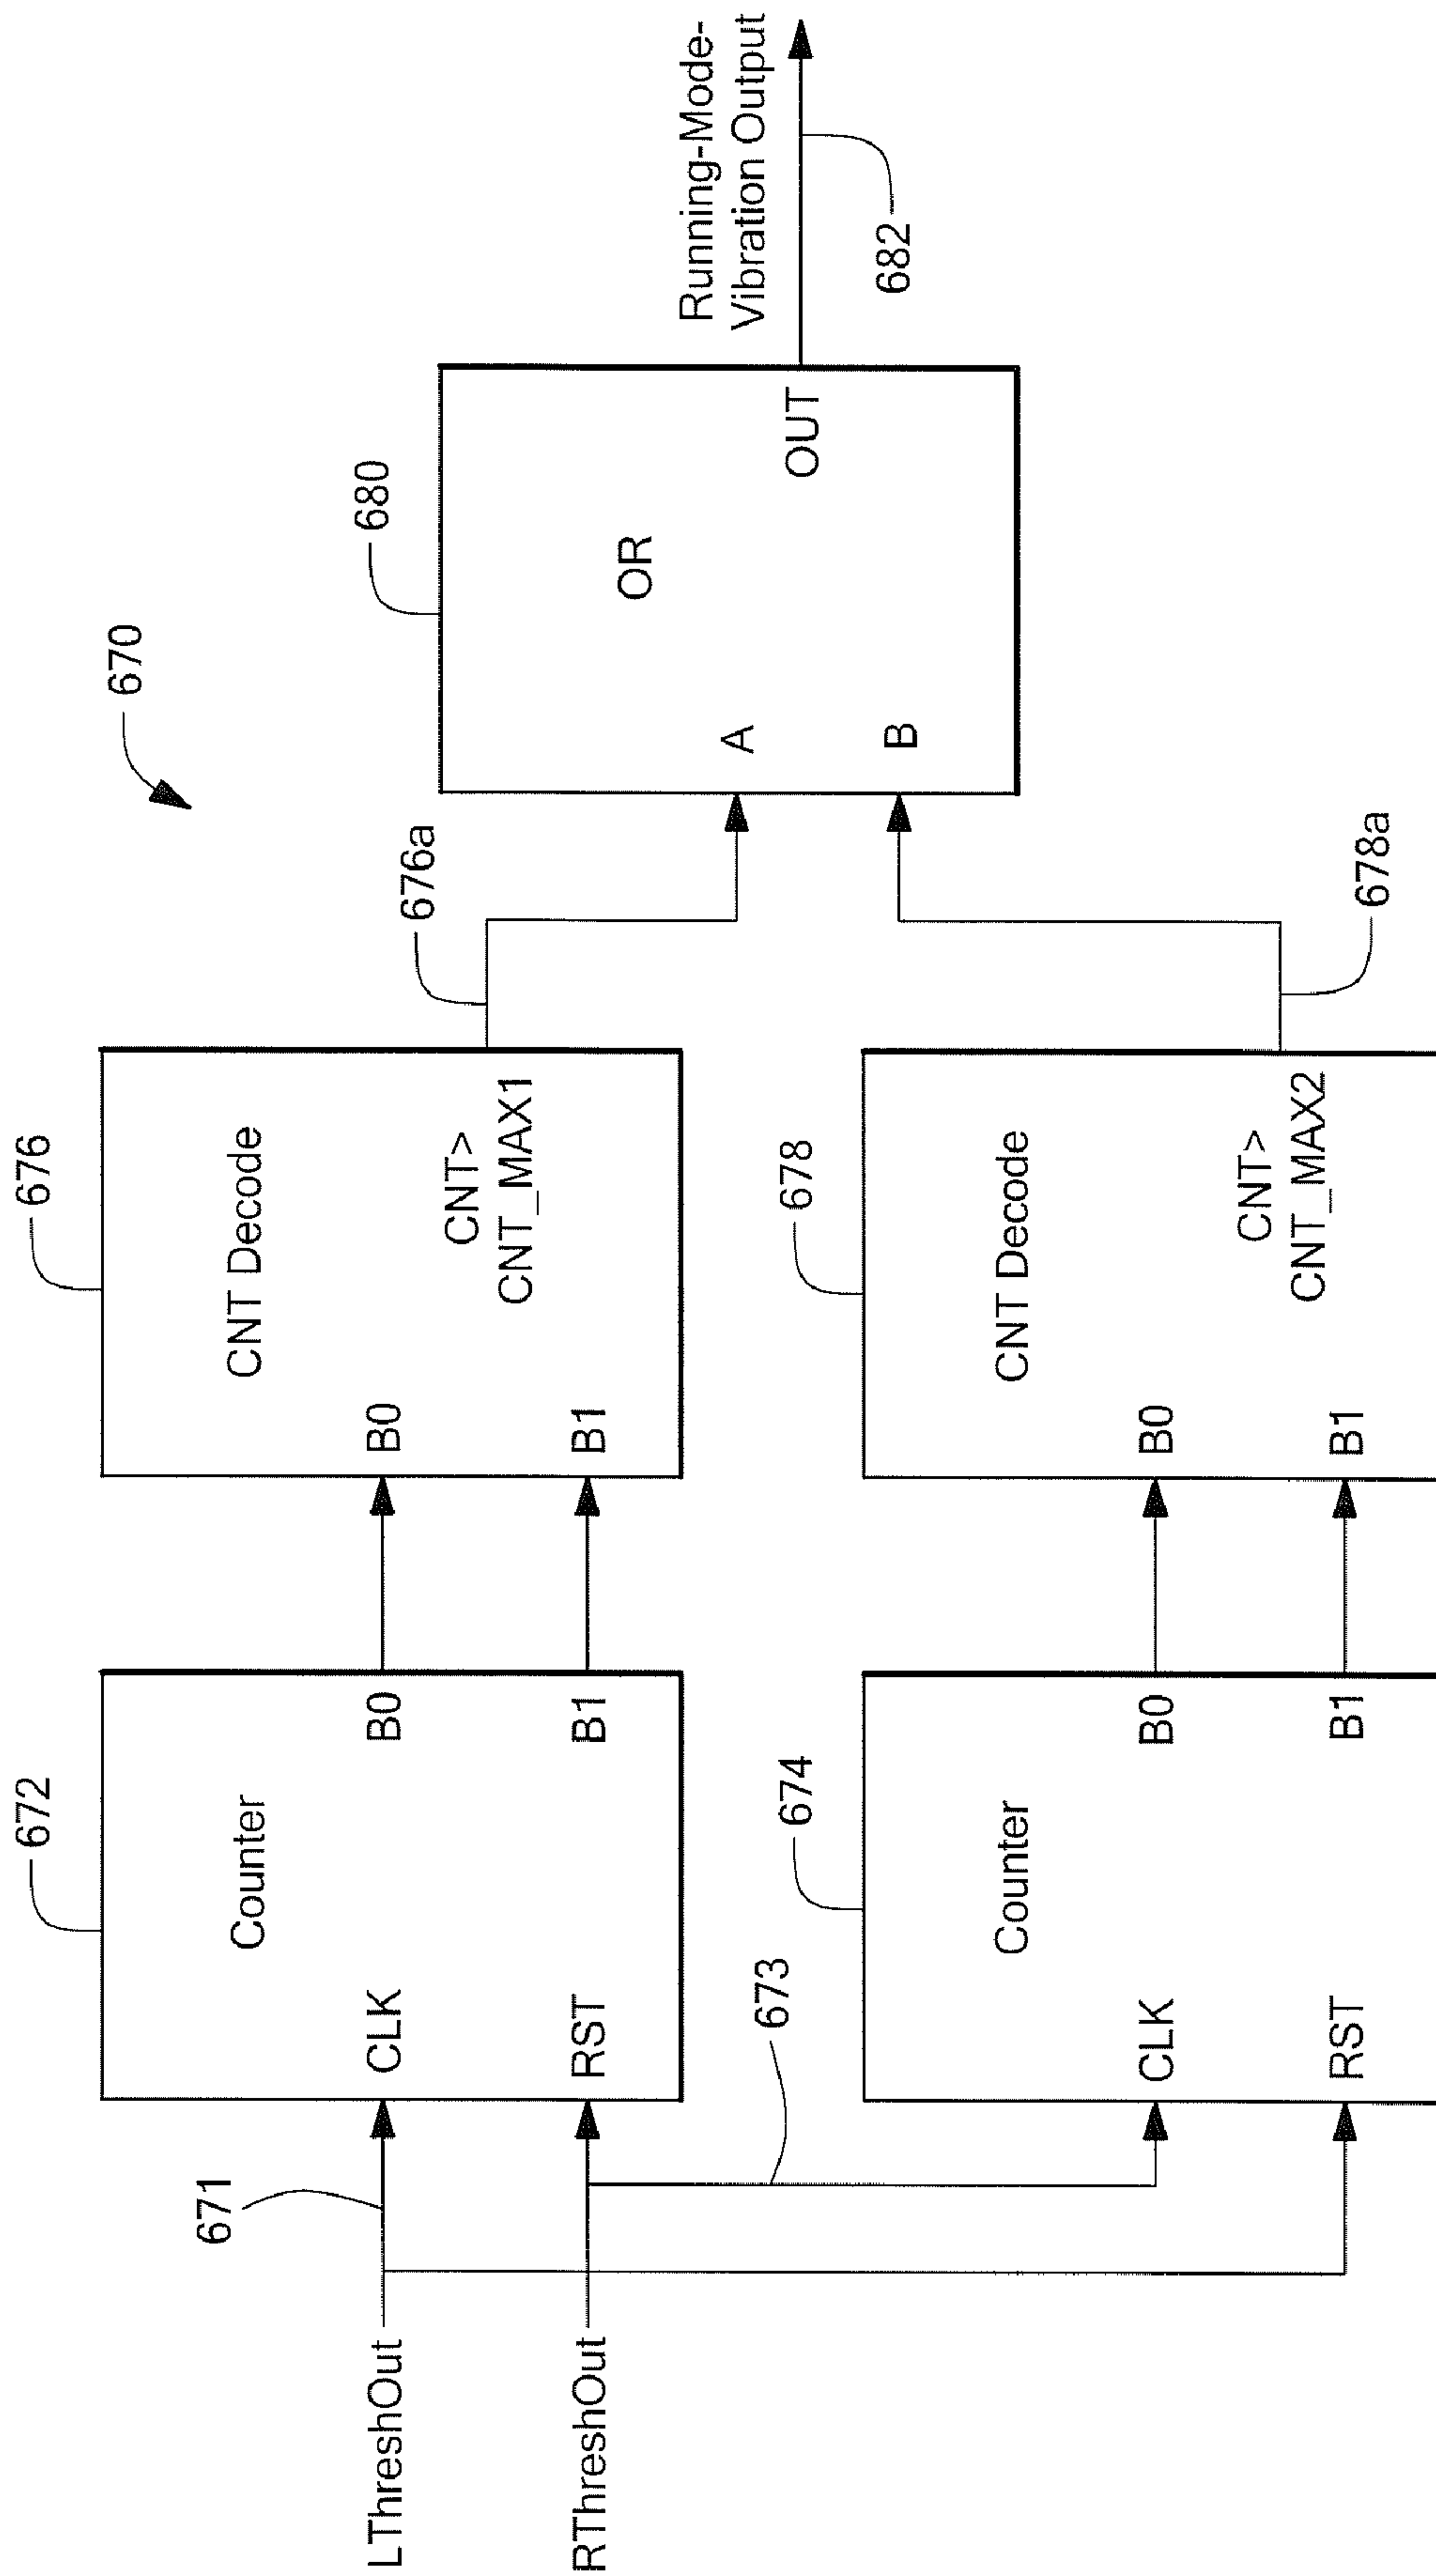 670
672
Counter
CLK
RST
B0
B1
676
CNT Decode
B0
B1
CNT>
CNT_MAX1
676a
680
OR
A
B
OUT
Running-Mode-
Vibration Output
682
LThreshOut
RThreshOut
671
673
674
Counter
CLK
RST
B0
B1
678
CNT Decode
B0
B1
CNT>
CNT_MAX2
678a